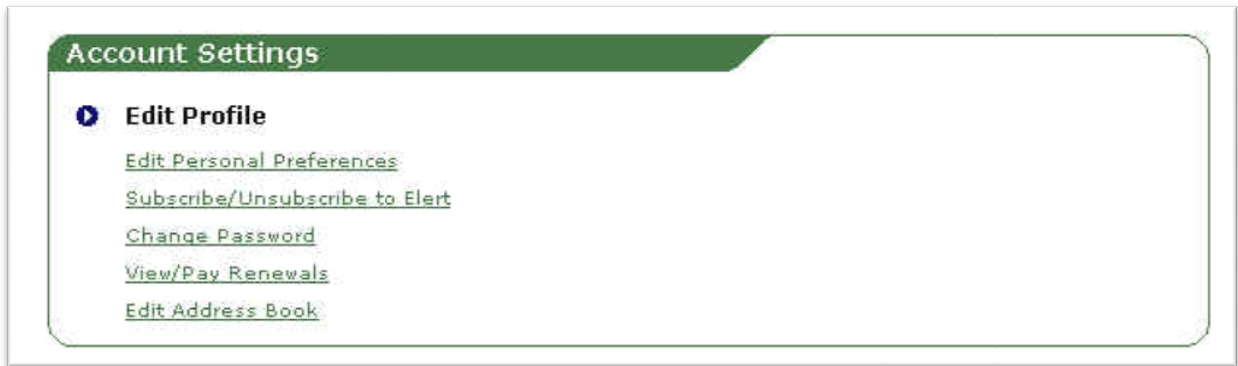 Account Settings
Edit Profile
Edit Personal Preferences
Subscribe/Unsubscribe to Elert
Change Password
View/Pay Renewals
Edit Address Book